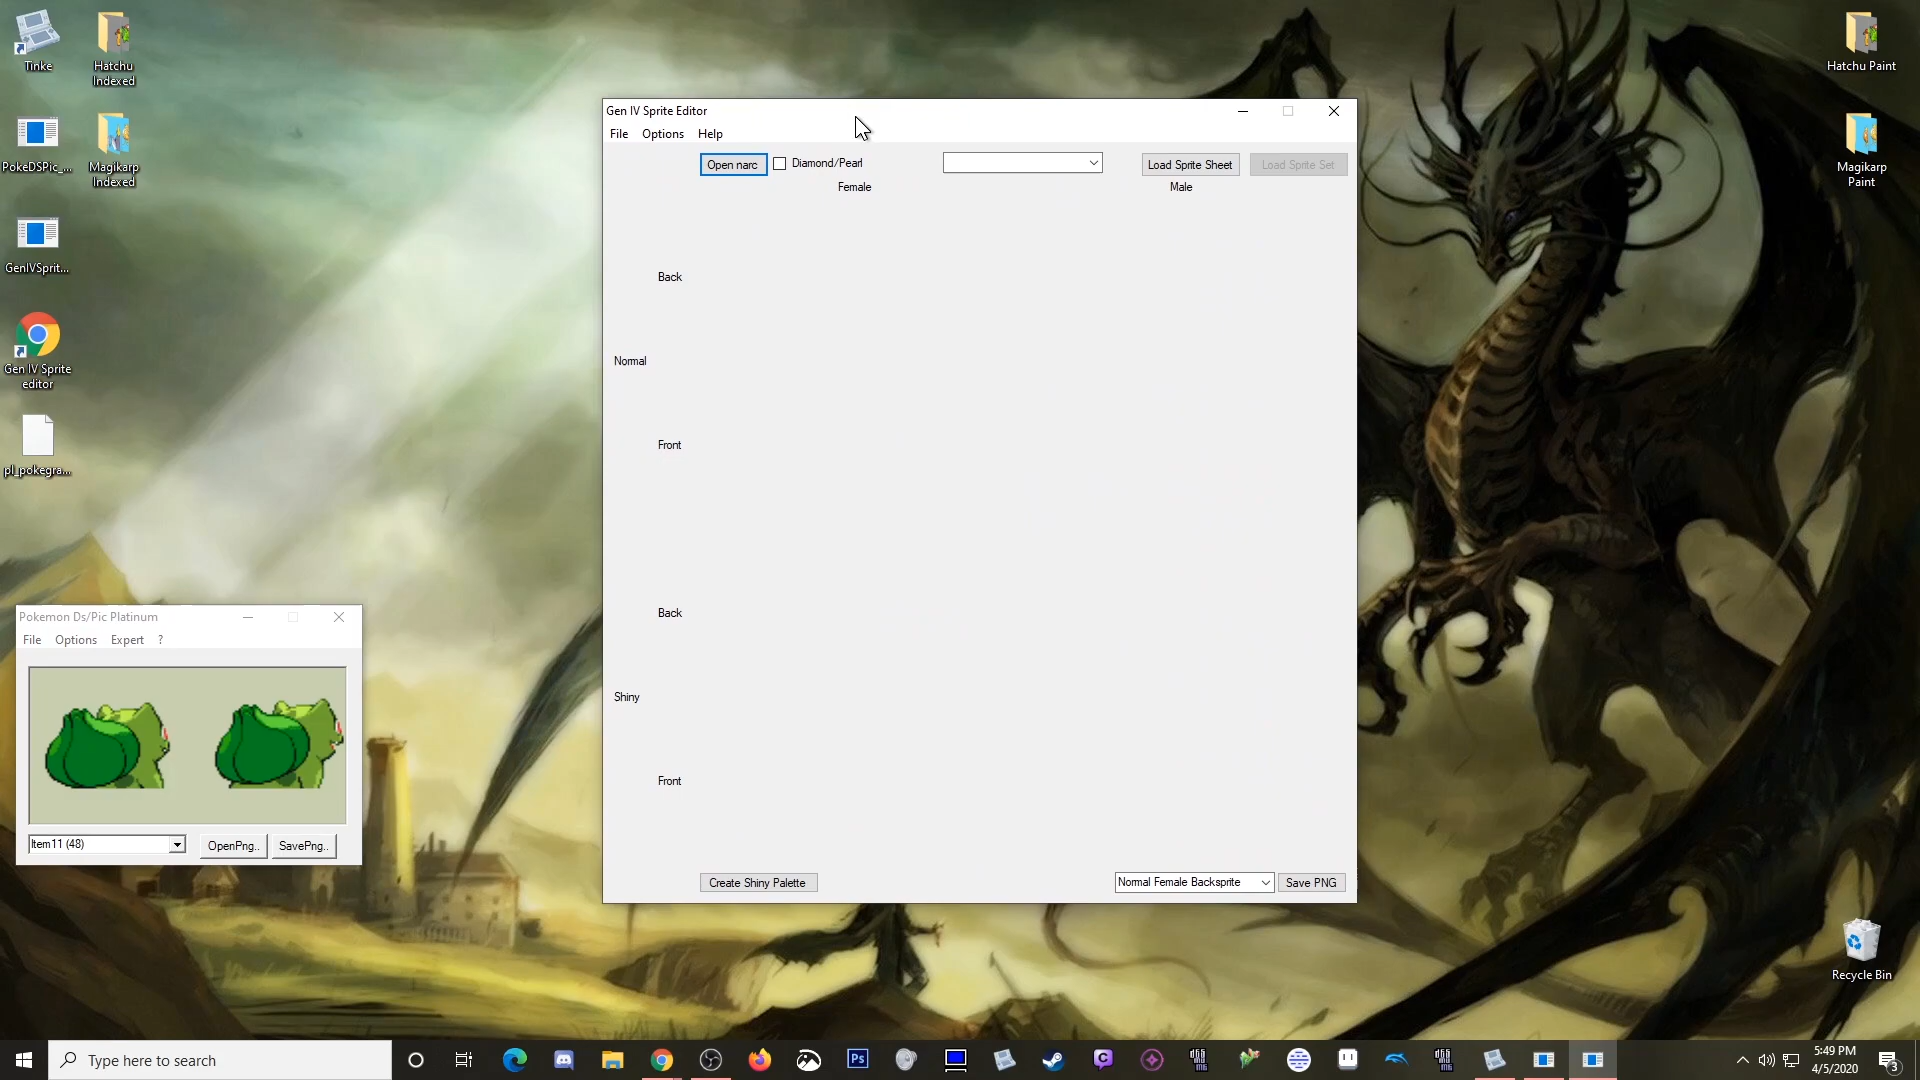 Tinke
Hatchu
Indexed
PokeDSPic_...
Magikarp
Indexed
GenIVSprit...
Gen IV Sprite
editor
pl_pokegra...
Hatchu Paint
Magikarp
Paint
Recycle Bin
Gen IV Sprite Editor
File Options Help
Open narc Diamond/Pearl Load Sprite Sheet Load Sprite Set
Female Male
Back
Normal
Front
Back
Shiny
Front
Create Shiny Palette Normal Female Backsprite Save PNG
Pokemon Ds/Pic Platinum
File Options Expert ?
Item11 (48) OpenPng.. SavePng..
Type here to search
Ps
5:49 PM
4/5/2020
3